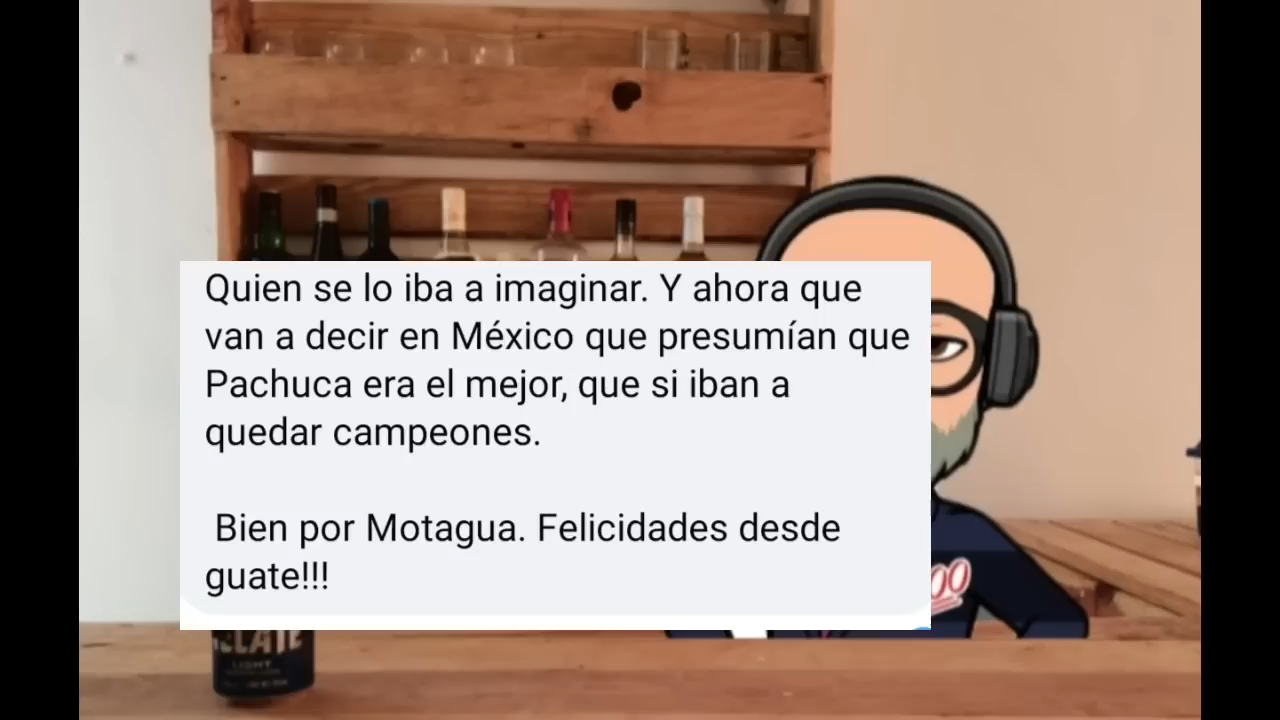 Quien se lo iba a imaginar. Y ahora que
van a decir en México que presumían que
Pachuca era el mejor, que si iban a
quedar campeones.
Bien por Motagua. Felicidades desde
guate!!!
LIGHT